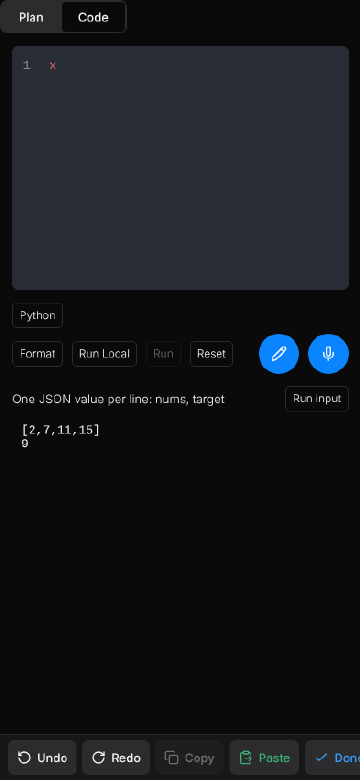 Plan Code
1 x
Python
Format Run Local Run Reset
One JSON value per line: nums, target Run input
[2,7,11,15]
9
Undo Redo Copy Paste Done